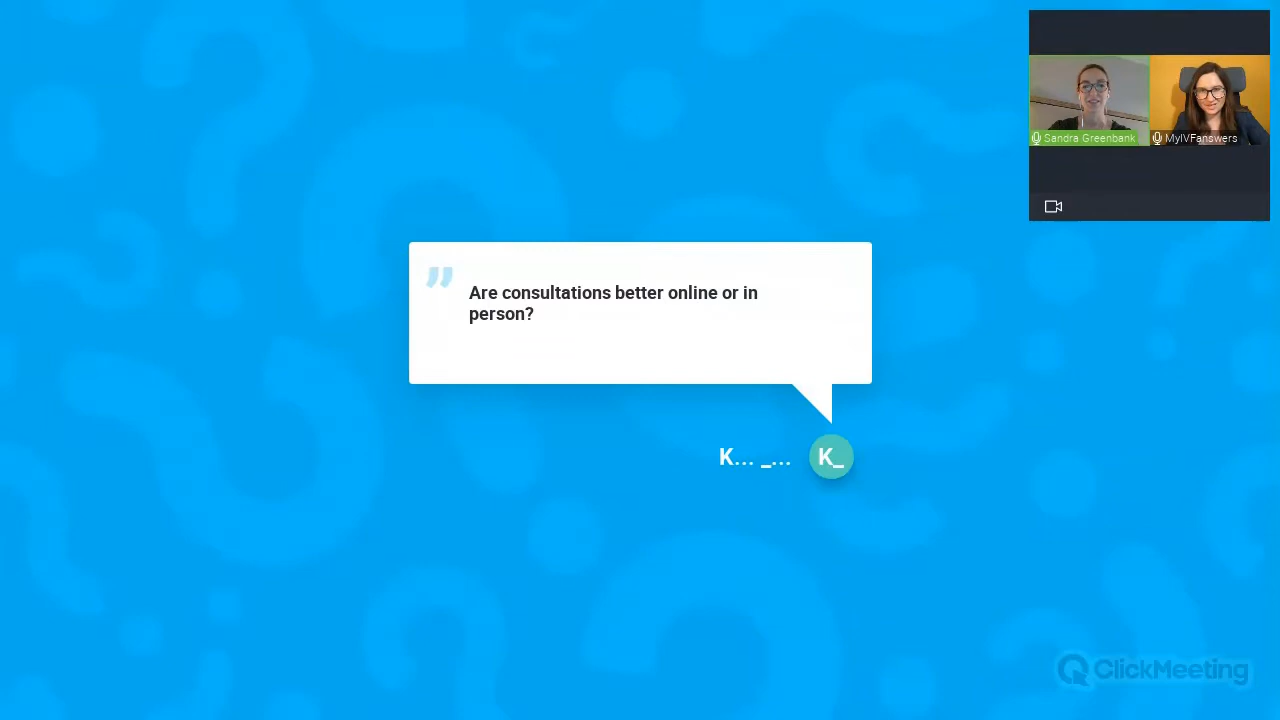 Sandra Greenbank
MyIVFanswers
Are consultations better online or in
person?
K... _...
K_
ClickMeeting